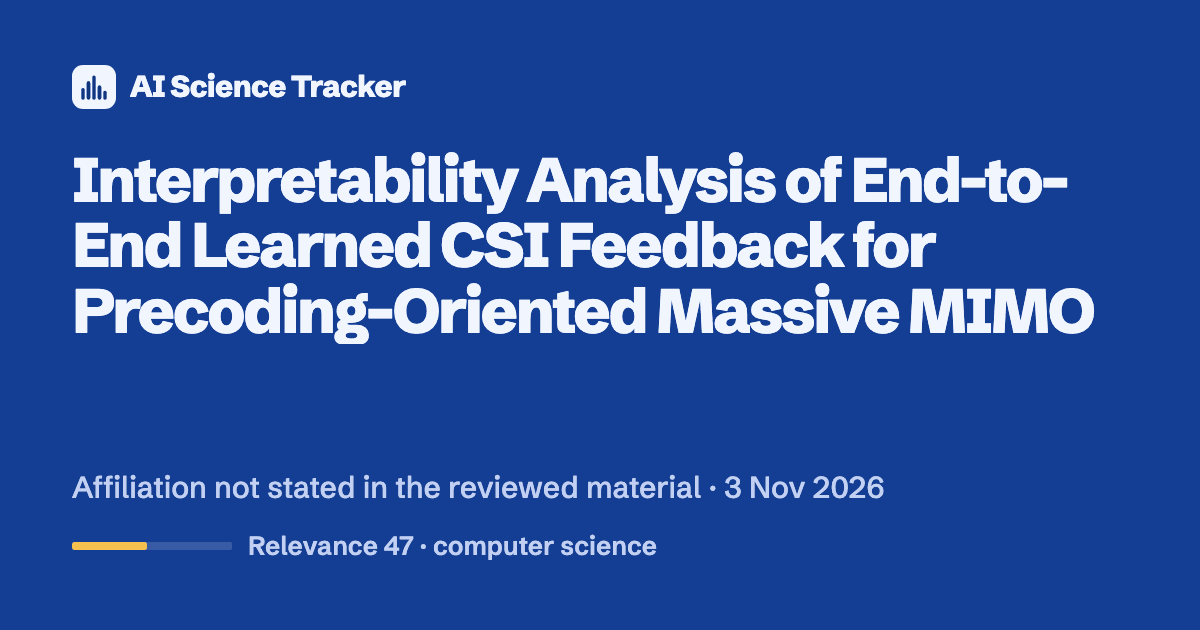 AI Science Tracker
Interpretability Analysis of End-to-
End Learned CSI Feedback for
Precoding-Oriented Massive MIMO
Affiliation not stated in the reviewed material · 3 Nov 2026
Relevance 47 · computer science